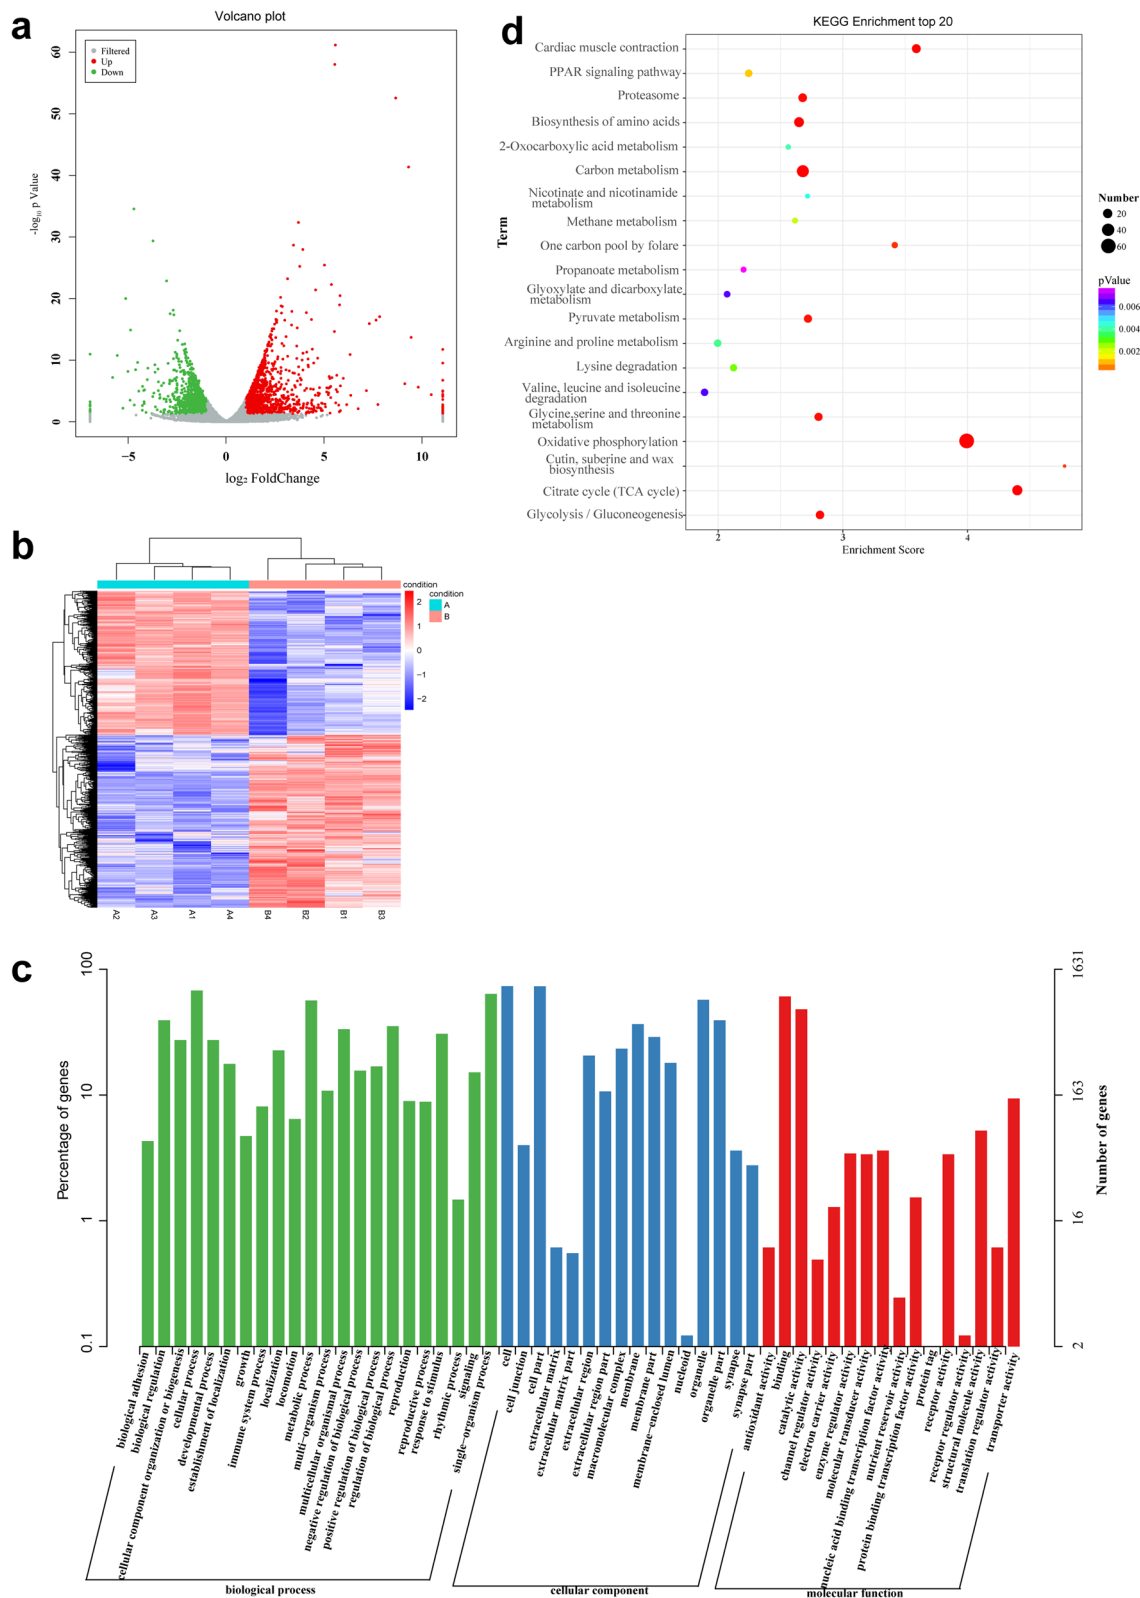 a
Volcano plot
Filtered
Up
Down
-log₁₀ p Value
0
10
20
30
40
50
60
−5
0
5
10
log₂ FoldChange
d
KEGG Enrichment top 20
Term
Cardiac muscle contraction
PPAR signaling pathway
Proteasome
Biosynthesis of amino acids
2-Oxocarboxylic acid metabolism
Carbon metabolism
Nicotinate and nicotinamide
metabolism
Methane metabolism
One carbon pool by folare
Propanoate metabolism
Glyoxylate and dicarboxylate
metabolism
Pyruvate metabolism
Arginine and proline metabolism
Lysine degradation
Valine, leucine and isoleucine
degradation
Glycine,serine and threonine
metabolism
Oxidative phosphorylation
Cutin, suberine and wax
biosynthesis
Citrate cycle (TCA cycle)
Glycolysis / Gluconeogenesis
2
3
4
Enrichment Score
Number
20
40
60
pValue
0.006
0.004
0.002
b
condition
2
1
0
−1
−2
condition
A
B
A2
A3
A1
A4
B4
B2
B1
B3
c
Percentage of genes
100
10
1
0.1
Number of genes
1631
163
16
2
biological adhesion
biological regulation
cellular component organization or biogenesis
cellular process
developmental process
establishment of localization
growth
immune system process
localization
locomotion
metabolic process
multi−organism process
multicellular organismal process
negative regulation of biological process
positive regulation of biological process
regulation of biological process
reproduction
reproductive process
response to stimulus
rhythmic process
signaling
single−organism process
cell
cell junction
cell part
extracellular matrix
extracellular matrix part
extracellular region
extracellular region part
macromolecular complex
membrane
membrane part
membrane−enclosed lumen
nucleoid
organelle
organelle part
synapse
synapse part
antioxidant activity
binding
catalytic activity
channel regulator activity
electron carrier activity
enzyme regulator activity
molecular transducer activity
nucleic acid binding transcription factor activity
nutrient reservoir activity
protein binding transcription factor activity
protein tag
receptor activity
receptor regulator activity
structural molecule activity
translation regulator activity
transporter activity
biological process
cellular component
molecular function